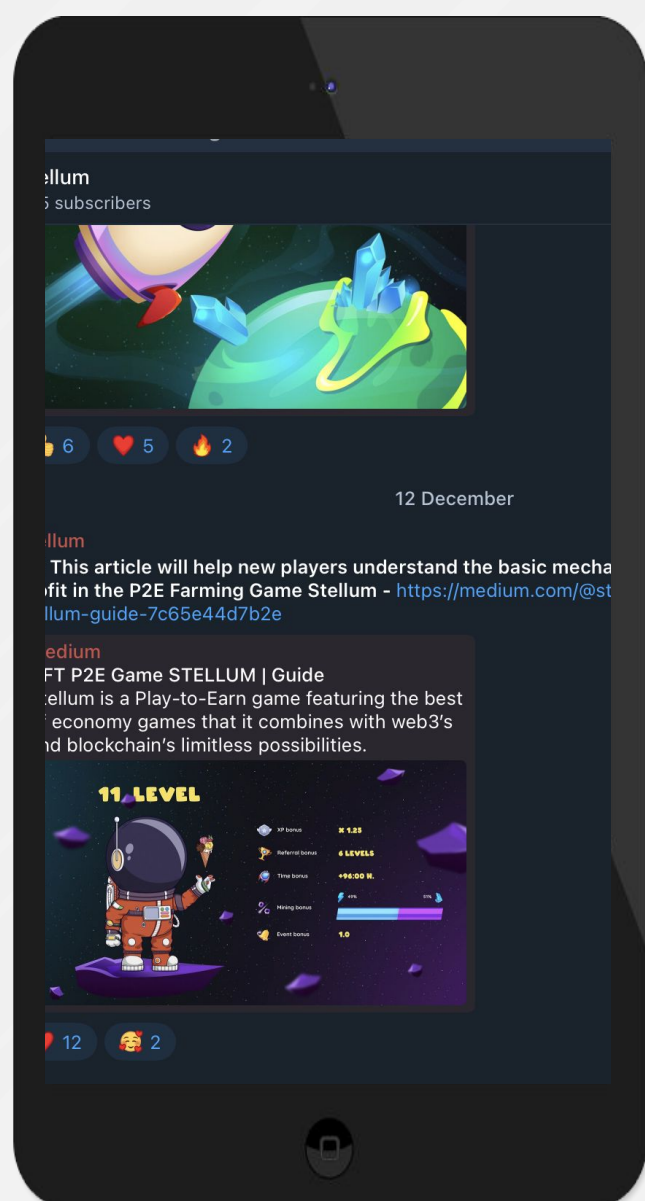 ellum
5 subscribers
6 5 2
12 December
ellum
This article will help new players understand the basic mecha
ofit in the P2E Farming Game Stellum - https://medium.com/@st
llum-guide-7c65e44d7b2e
edium
FT P2E Game STELLUM | Guide
tellum is a Play-to-Earn game featuring the best
f economy games that it combines with web3's
nd blockchain's limitless possibilities.
11 LEVEL
XP bonus X 1.25
Referral bonus 6 LEVELS
Time bonus +96:00 H.
49% 51%
Mining bonus
Event bonus 1.0
12 2